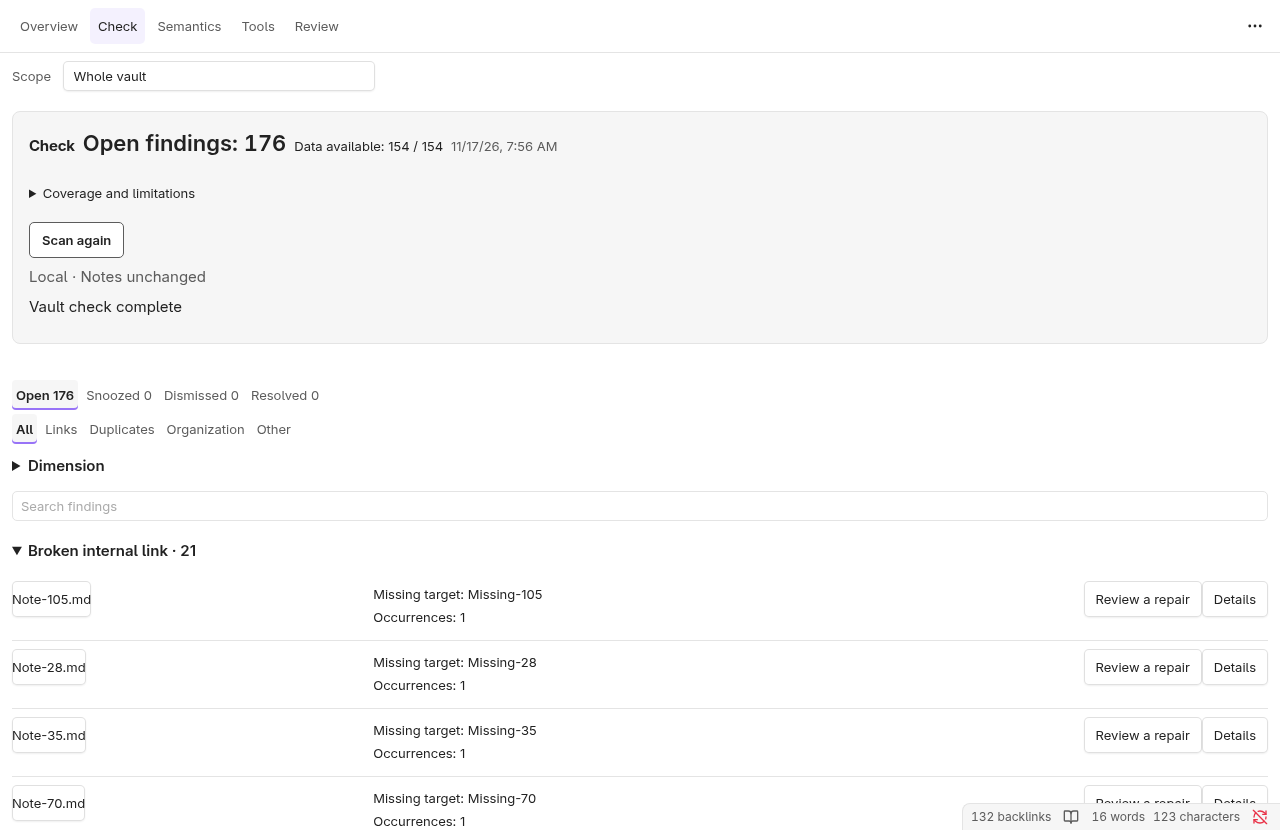 Overview Check Semantics Tools Review
Scope Whole vault
Check Open findings: 176 Data available: 154 / 154 11/17/26, 7:56 AM
Coverage and limitations
Scan again
Local · Notes unchanged
Vault check complete
Open 176 Snoozed 0 Dismissed 0 Resolved 0
All Links Duplicates Organization Other
Dimension
Search findings
Broken internal link · 21
Note-105.md Missing target: Missing-105 Review a repair Details
Occurrences: 1
Note-28.md Missing target: Missing-28 Review a repair Details
Occurrences: 1
Note-35.md Missing target: Missing-35 Review a repair Details
Occurrences: 1
Note-70.md Missing target: Missing-70 Review a repair Details
Occurrences: 1
132 backlinks 16 words 123 characters